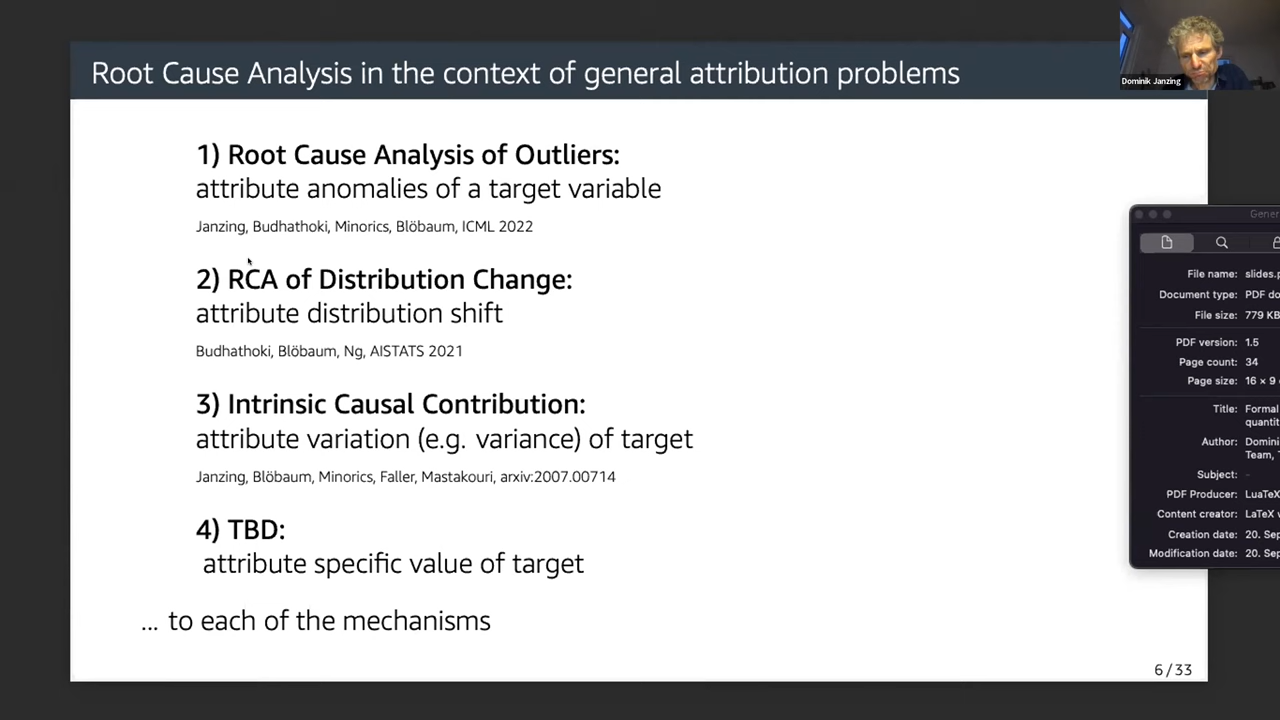 Root Cause Analysis in the context of general attribution problems
Dominik Janzing
1) Root Cause Analysis of Outliers:
attribute anomalies of a target variable
Janzing, Budhathoki, Minorics, Blöbaum, ICML 2022
2) RCA of Distribution Change:
attribute distribution shift
Budhathoki, Blöbaum, Ng, AISTATS 2021
3) Intrinsic Causal Contribution:
attribute variation (e.g. variance) of target
Janzing, Blöbaum, Minorics, Faller, Mastakouri, arxiv:2007.00714
4) TBD:
attribute specific value of target
... to each of the mechanisms
6 / 33
Gener
File name: slides.p
Document type: PDF do
File size: 779 KB
PDF version: 1.5
Page count: 34
Page size: 16 × 9
Title: Formal
quantit
Author: Domini
Team, T
Subject: –
PDF Producer: LuaTeX
Content creator: LaTeX v
Creation date: 20. Sep
Modification date: 20. Sep